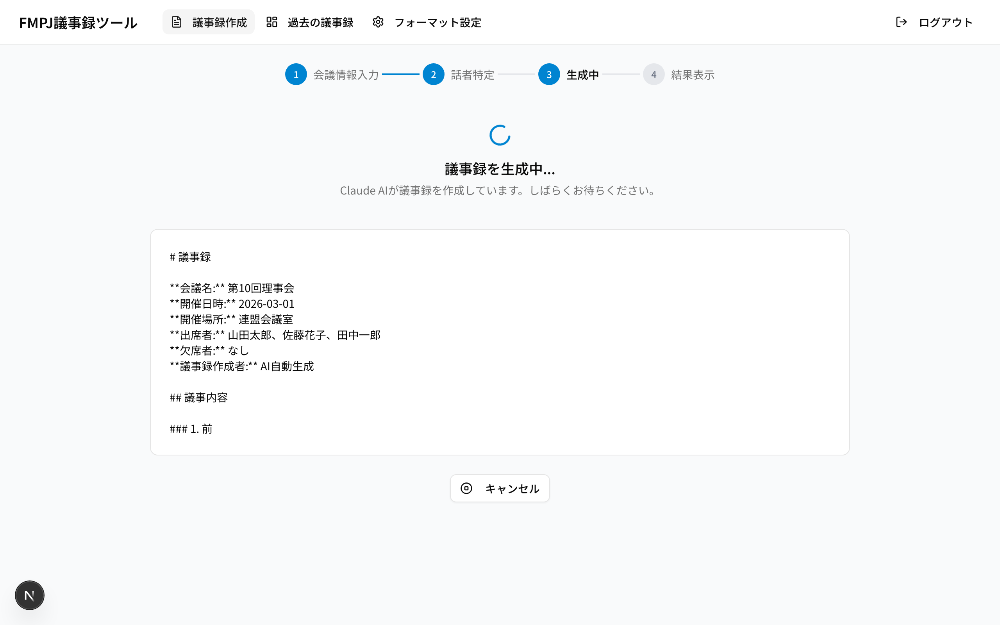 FMPJ議事録ツール 議事録作成 過去の議事録 フォーマット設定 ログアウト
1 会議情報入力 2 話者特定 3 生成中 4 結果表示
議事録を生成中...
Claude AIが議事録を作成しています。しばらくお待ちください。
# 議事録
**会議名:** 第10回理事会
**開催日時:** 2026-03-01
**開催場所:** 連盟会議室
**出席者:** 山田太郎、佐藤花子、田中一郎
**欠席者:** なし
**議事録作成者:** AI自動生成
## 議事内容
### 1. 前
キャンセル
N